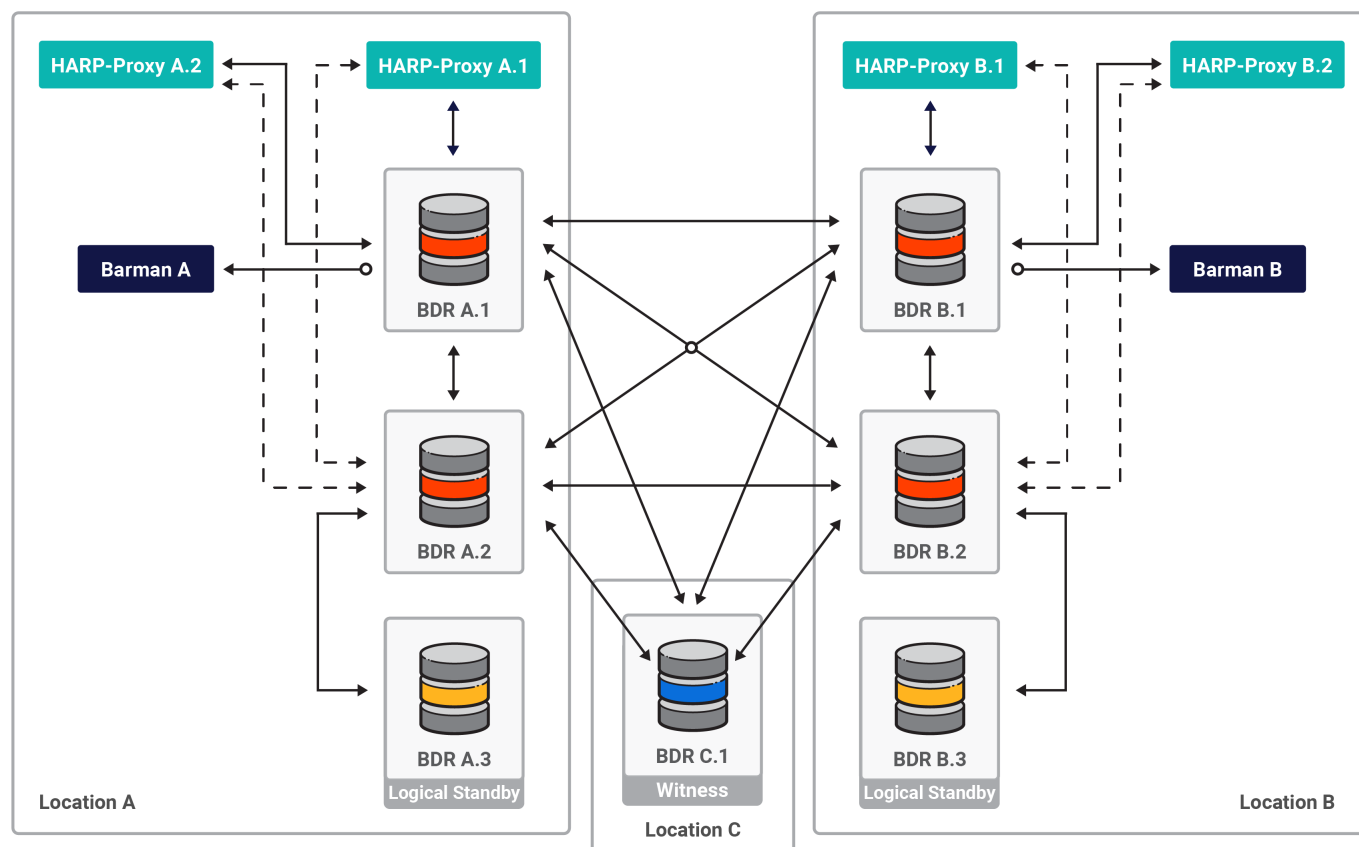 HARP-Proxy A.2
HARP-Proxy A.1
HARP-Proxy B.1
HARP-Proxy B.2
Barman A
BDR A.1
BDR B.1
Barman B
BDR A.2
BDR B.2
BDR A.3
Logical Standby
BDR C.1
Witness
BDR B.3
Logical Standby
Location A
Location C
Location B